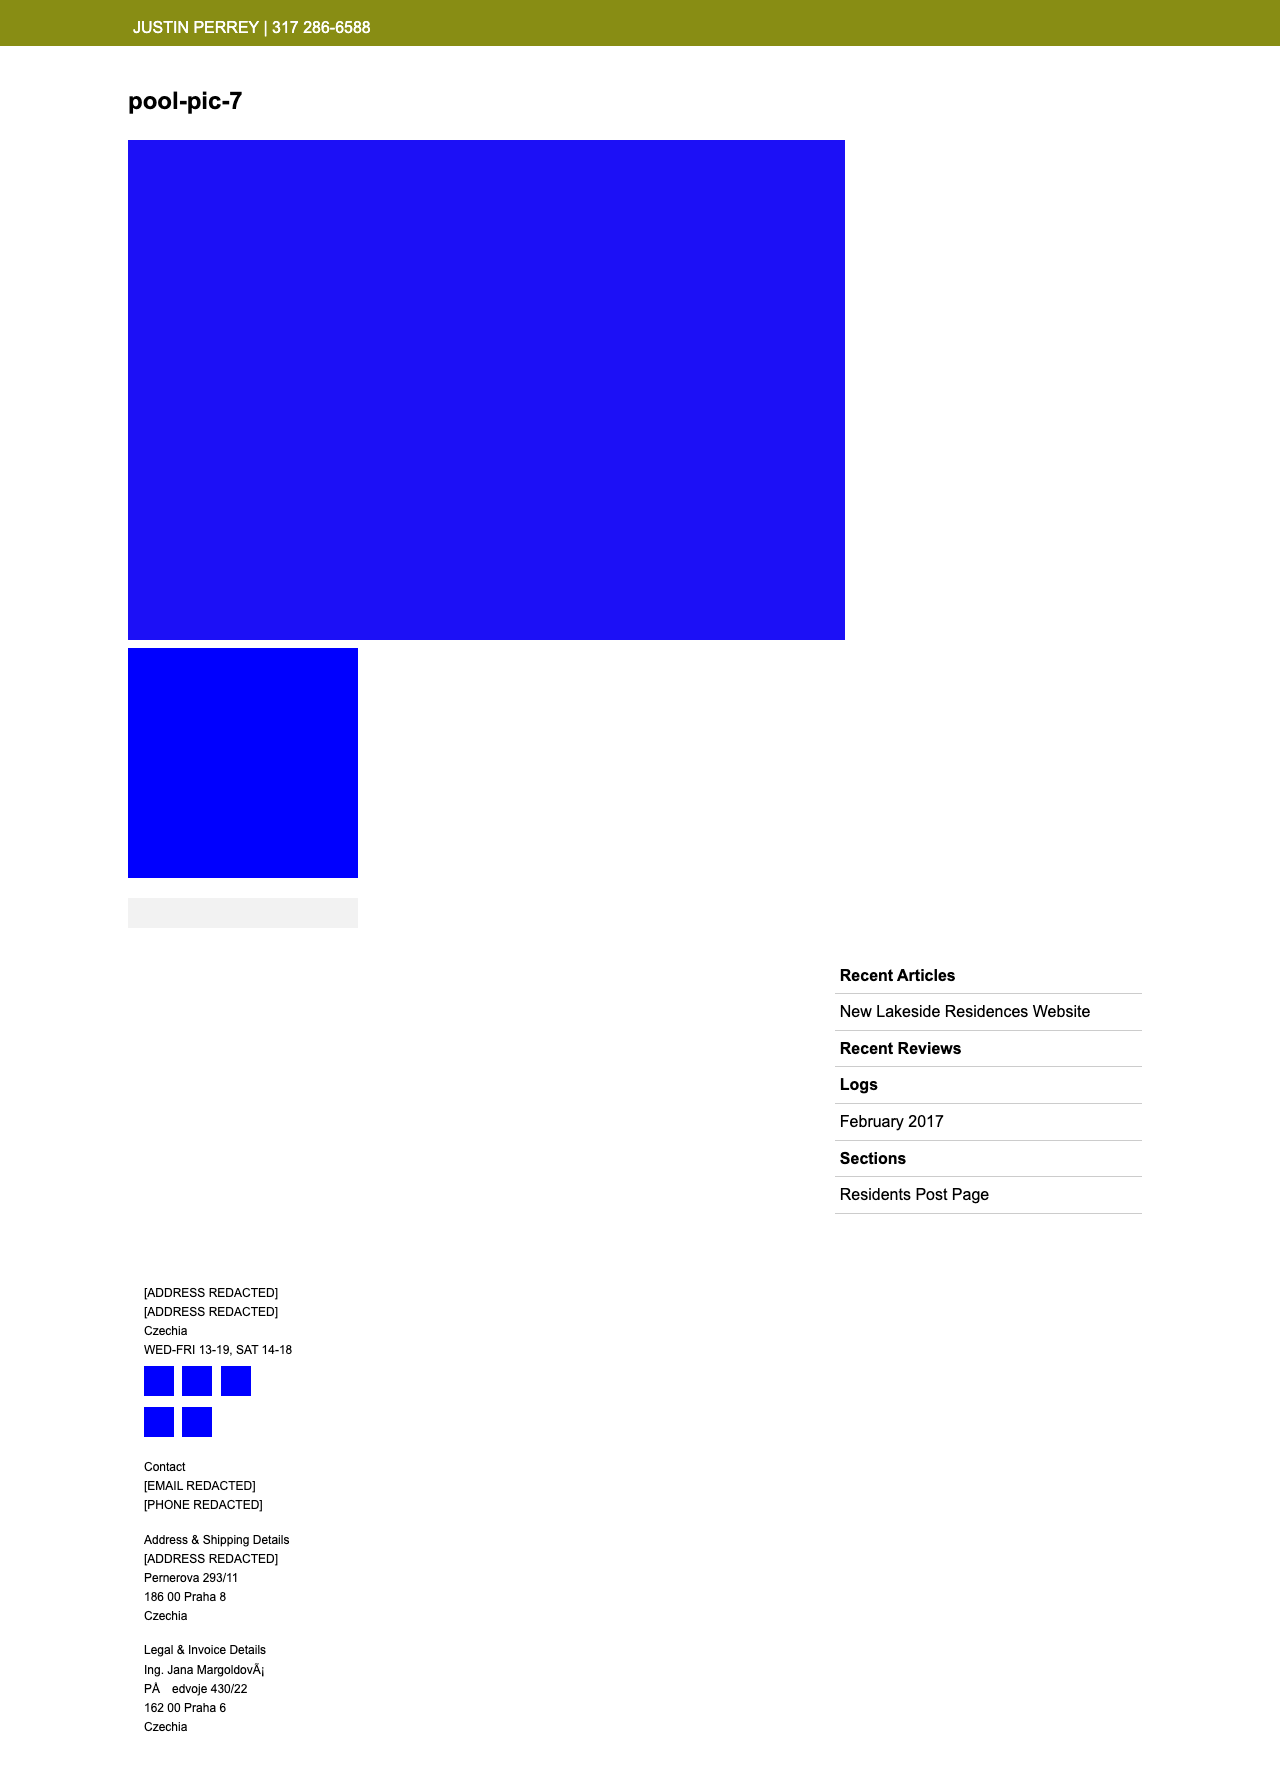 JUSTIN PERREY | 317 286-6588
pool-pic-7
Recent Articles
New Lakeside Residences Website
Recent Reviews
Logs
February 2017
Sections
Residents Post Page
[ADDRESS REDACTED]
[ADDRESS REDACTED]
Czechia
WED-FRI 13-19, SAT 14-18
Contact
[EMAIL REDACTED]
[PHONE REDACTED]
Address & Shipping Details
[ADDRESS REDACTED]
Pernerova 293/11
186 00 Praha 8
Czechia
Legal & Invoice Details
Ing. Jana MargoldovÃ¡
PÅ edvoje 430/22
162 00 Praha 6
Czechia